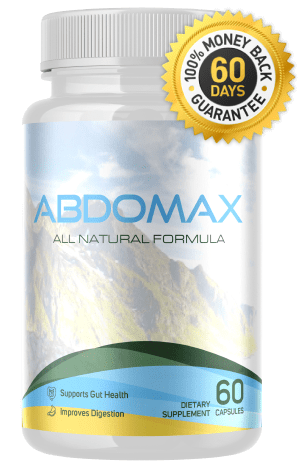 100% MONEY BACK
60
DAYS
GUARANTEE
ABDOMAX
ALL NATURAL FORMULA
Supports Gut Health
Improves Digestion
DIETARY
SUPPLEMENT
60
CAPSULES